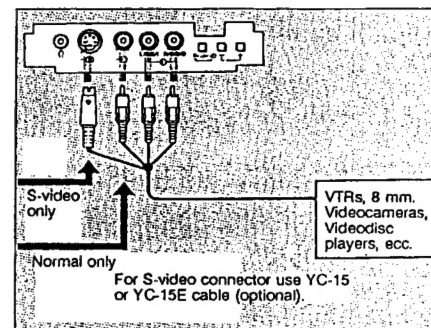 S-video
only
Normal only
VTRs, 8 mm.
Videocameras,
Videodisc
players, ecc.
For S-video connector use YC-15
or YC-15E cable (optional).